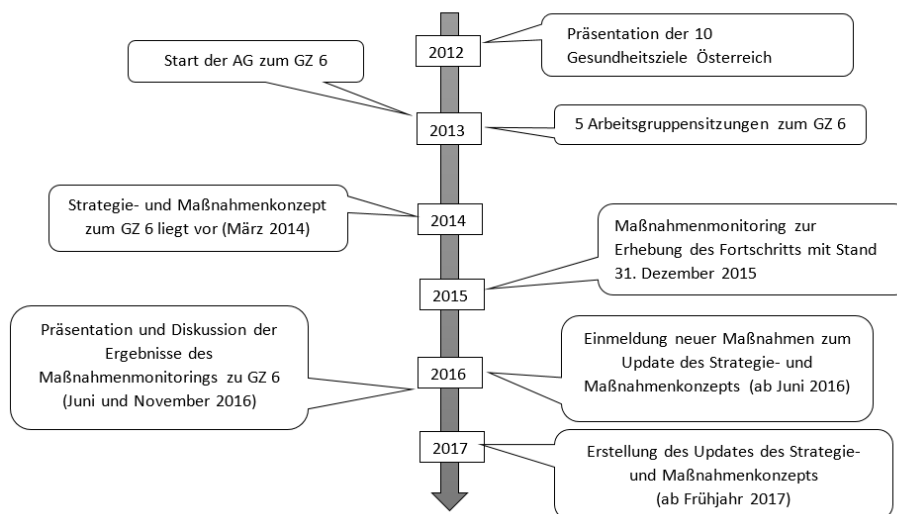 2012
Präsentation der 10
Gesundheitsziele Österreich
Start der AG zum GZ 6
2013
5 Arbeitsgruppensitzungen zum GZ 6
Strategie- und Maßnahmenkonzept
zum GZ 6 liegt vor (März 2014)
2014
Maßnahmenmonitoring zur
Erhebung des Fortschritts mit Stand
31. Dezember 2015
2015
Präsentation und Diskussion der
Ergebnisse des
Maßnahmenmonitorings zu GZ 6
(Juni und November 2016)
2016
Einmeldung neuer Maßnahmen zum
Update des Strategie- und
Maßnahmenkonzepts (ab Juni 2016)
2017
Erstellung des Updates des Strategie-
und Maßnahmenkonzepts
(ab Frühjahr 2017)